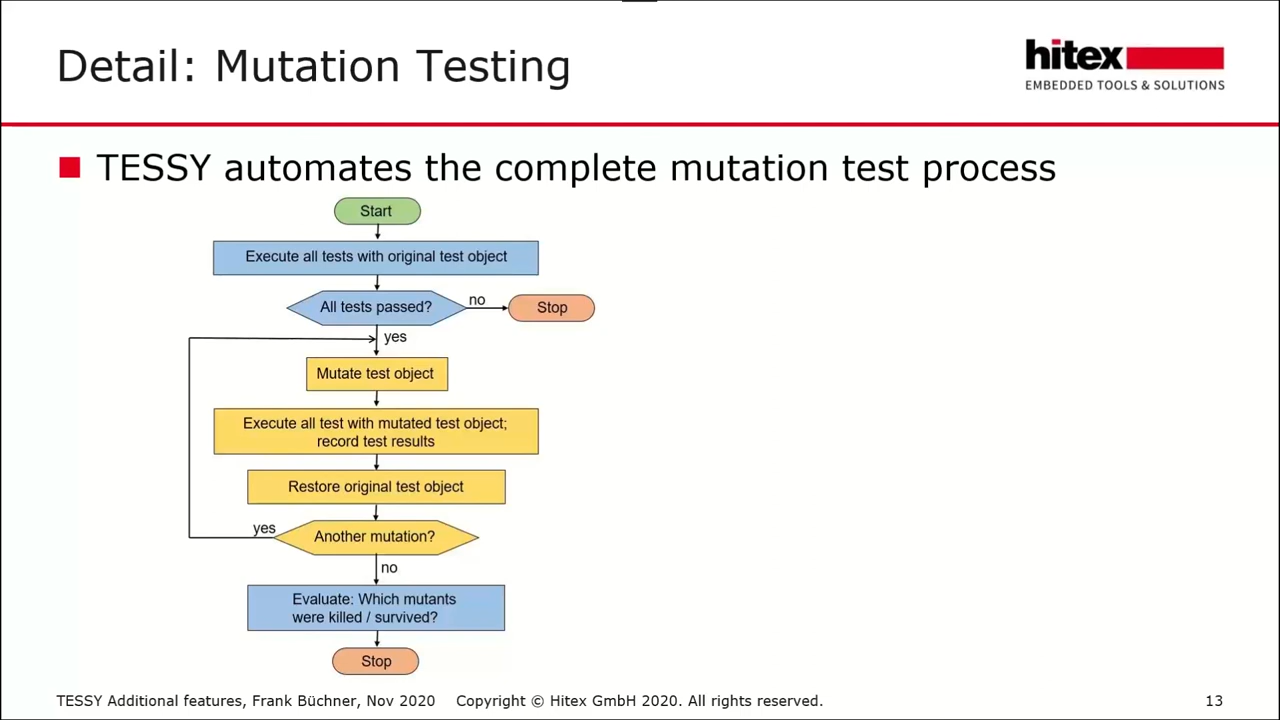 Detail: Mutation Testing
hitex
EMBEDDED TOOLS & SOLUTIONS
TESSY automates the complete mutation test process
Start
Execute all tests with original test object
All tests passed?
no
Stop
yes
Mutate test object
Execute all test with mutated test object;
record test results
Restore original test object
yes
Another mutation?
no
Evaluate: Which mutants
were killed / survived?
Stop
TESSY Additional features, Frank Büchner, Nov 2020 Copyright © Hitex GmbH 2020. All rights reserved.
13